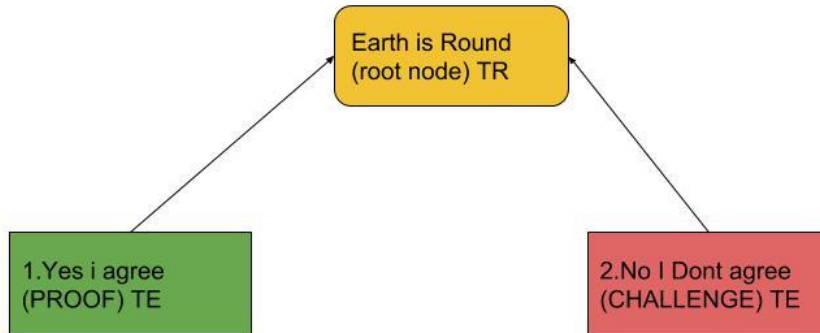 Earth is Round
(root node) TR
1.Yes i agree
(PROOF) TE
2.No I Dont agree
(CHALLENGE) TE